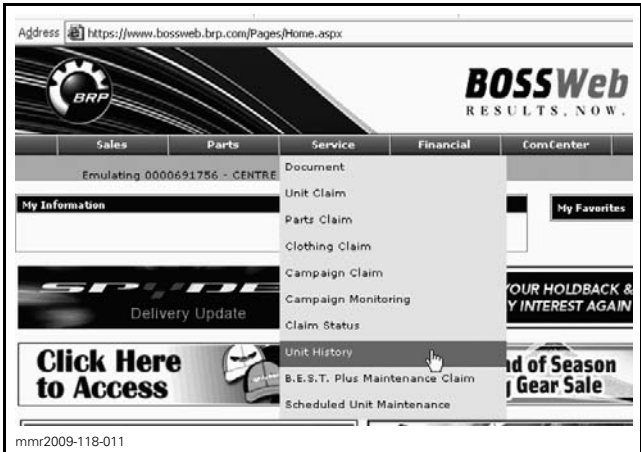 Address https://www.bossweb.brp.com/Pages/Home.aspx
BRP
BOSSWeb
RESULTS, NOW.
Sales Parts Service Financial ComCenter
Emulating 0000691756 - CENTRE
Document
Unit Claim
Parts Claim
Clothing Claim
Campaign Claim
Campaign Monitoring
Claim Status
Unit History
B.E.S.T. Plus Maintenance Claim
Scheduled Unit Maintenance
My Information
My Favorites
Delivery Update
YOUR HOLDBACK &
Y INTEREST AGAIN
Click Here
to Access
nd of Season
g Gear Sale
mmr2009-118-011